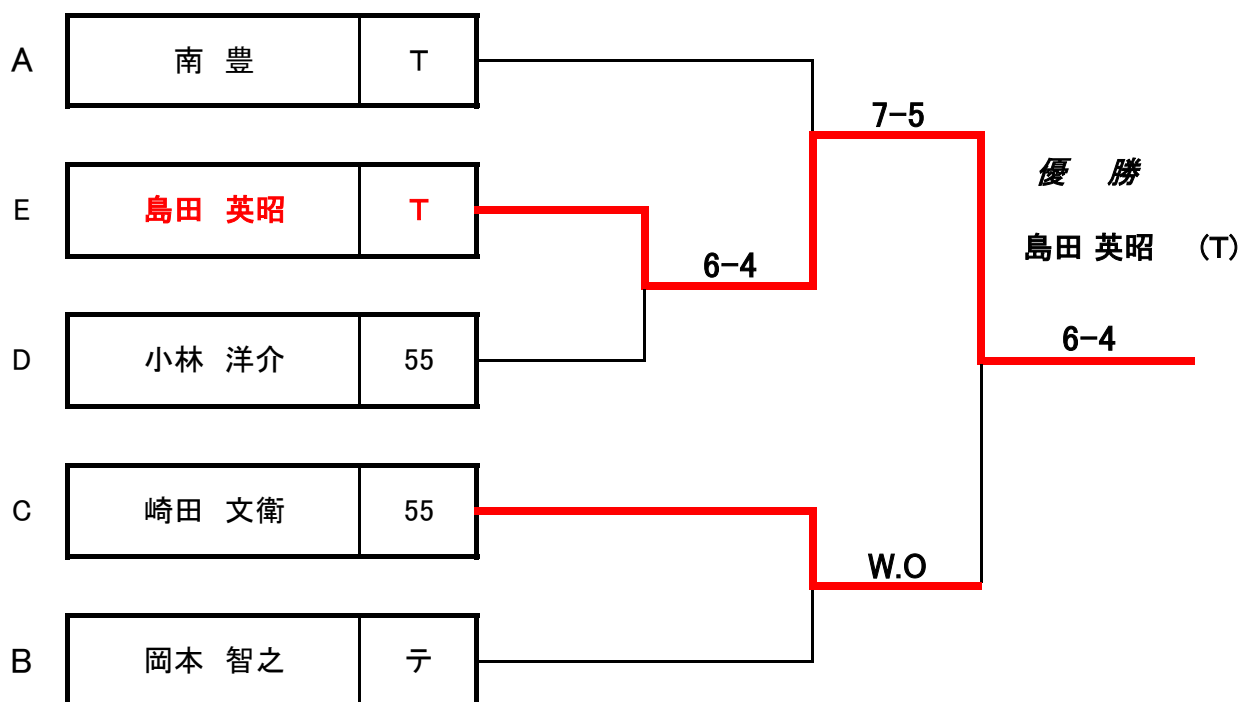 A 南 豊 T
7-5
優 勝
E 島田 英昭 T
島田 英昭 (T)
6-4
D 小林 洋介 55
6-4
C 崎田 文衛 55
W.O
B 岡本 智之 テ